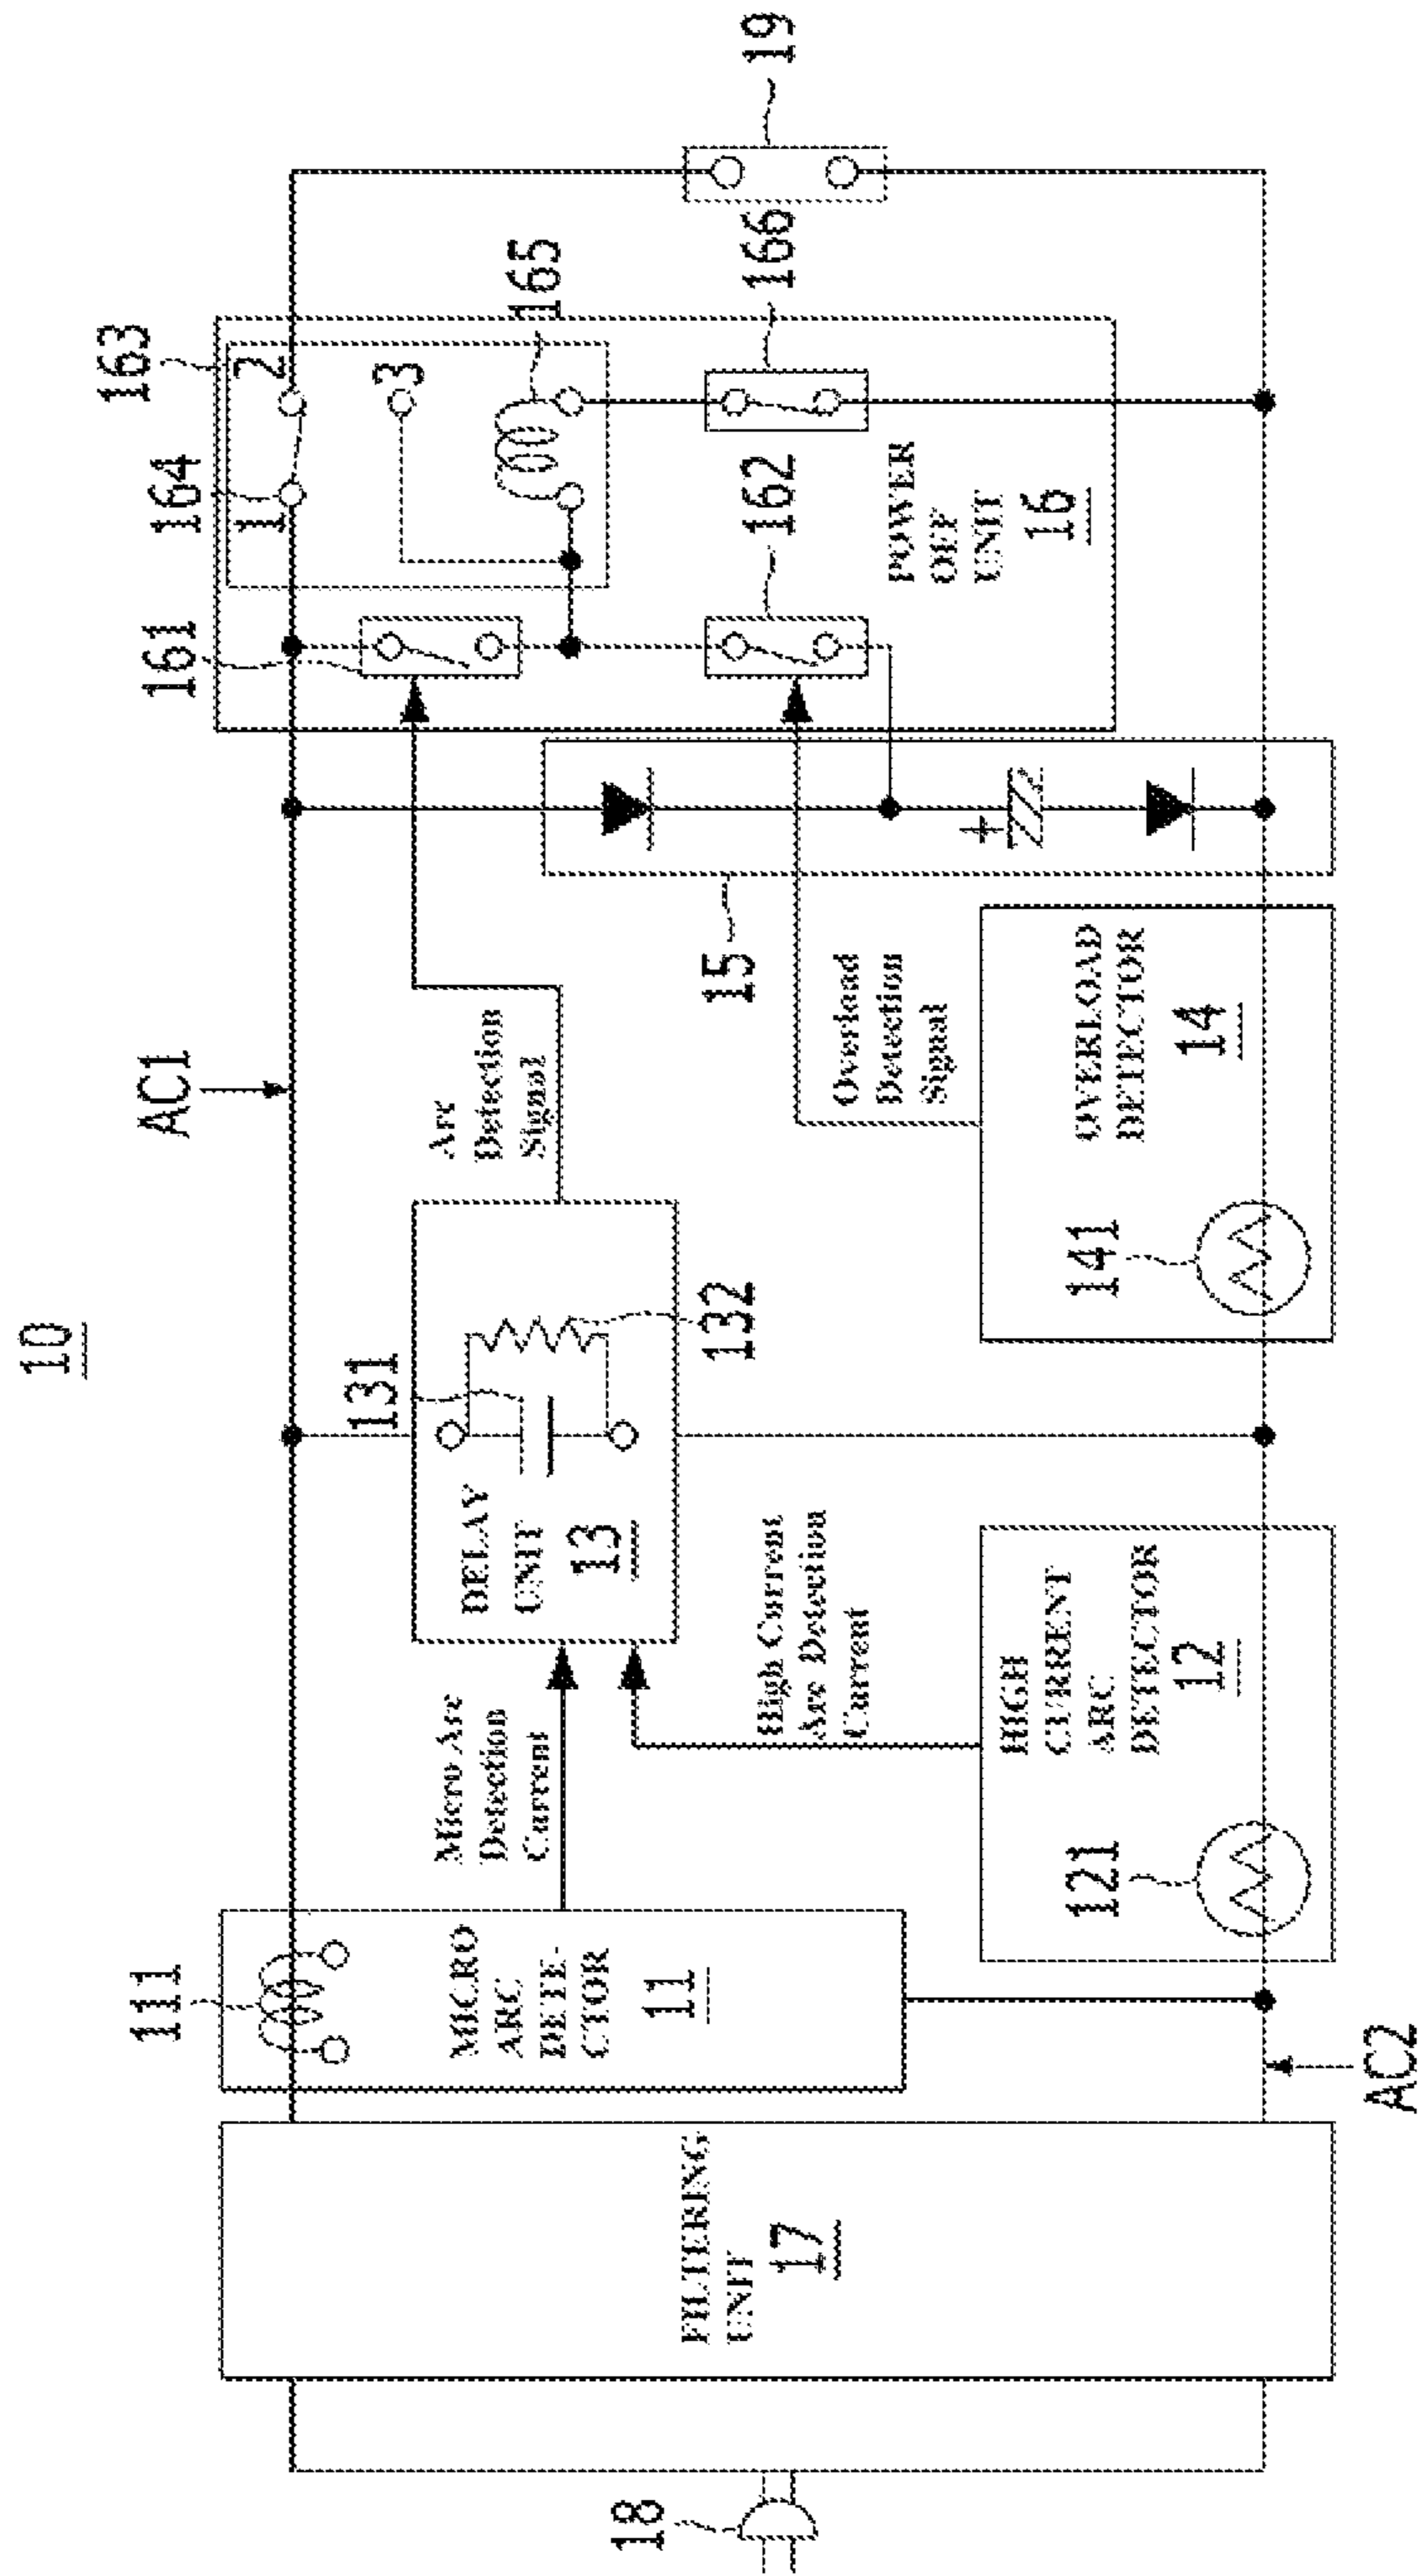 10
AC1
163
164
1
2
3
161
165
111
131
132
Arc
Detection
Signal
Micro Arc
Detection
Current
DELAY
UNIT
13
162
166
19
MICRO
ARC
DETE-
CTOR
11
High Current
Arc Detection
Current
Overload
Detection
Signal
15
POWER
OFF
UNIT
16
FILTERING
UNIT
17
18
HIGH
CURRENT
ARC
DETECTOR
12
121
OVERLOAD
DETECTOR
14
141
AC2